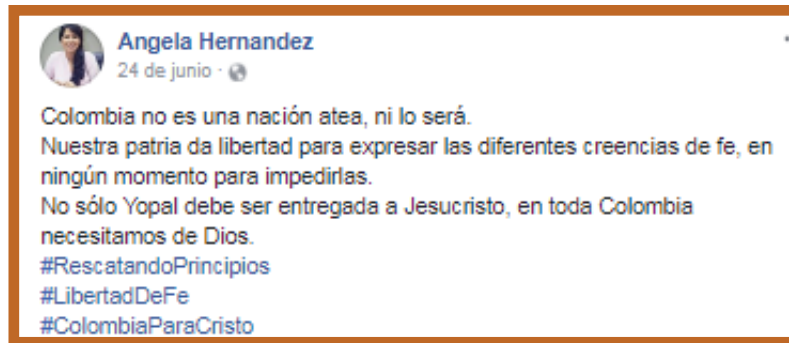 Angela Hernandez
24 de junio ·
Colombia no es una nación atea, ni lo será.
Nuestra patria da libertad para expresar las diferentes creencias de fe, en
ningún momento para impedirlas.
No sólo Yopal debe ser entregada a Jesucristo, en toda Colombia
necesitamos de Dios.
#RescatandoPrincipios
#LibertadDeFe
#ColombiaParaCristo